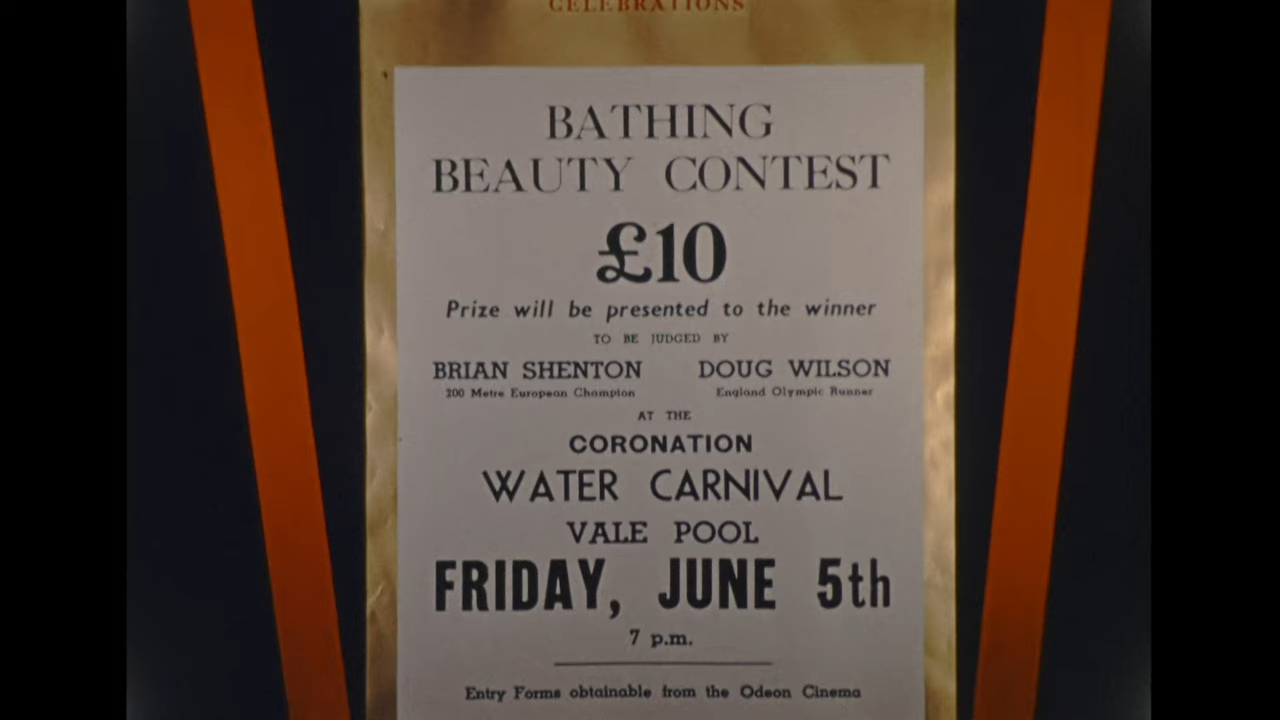 CELEBRATIONS
BATHING
BEAUTY CONTEST
£10
Prize will be presented to the winner
TO BE JUDGED BY
BRIAN SHENTON DOUG WILSON
200 Metre European Champion England Olympic Runner
AT THE
CORONATION
WATER CARNIVAL
VALE POOL
FRIDAY, JUNE 5th
7 p.m.
Entry Forms obtainable from the Odeon Cinema